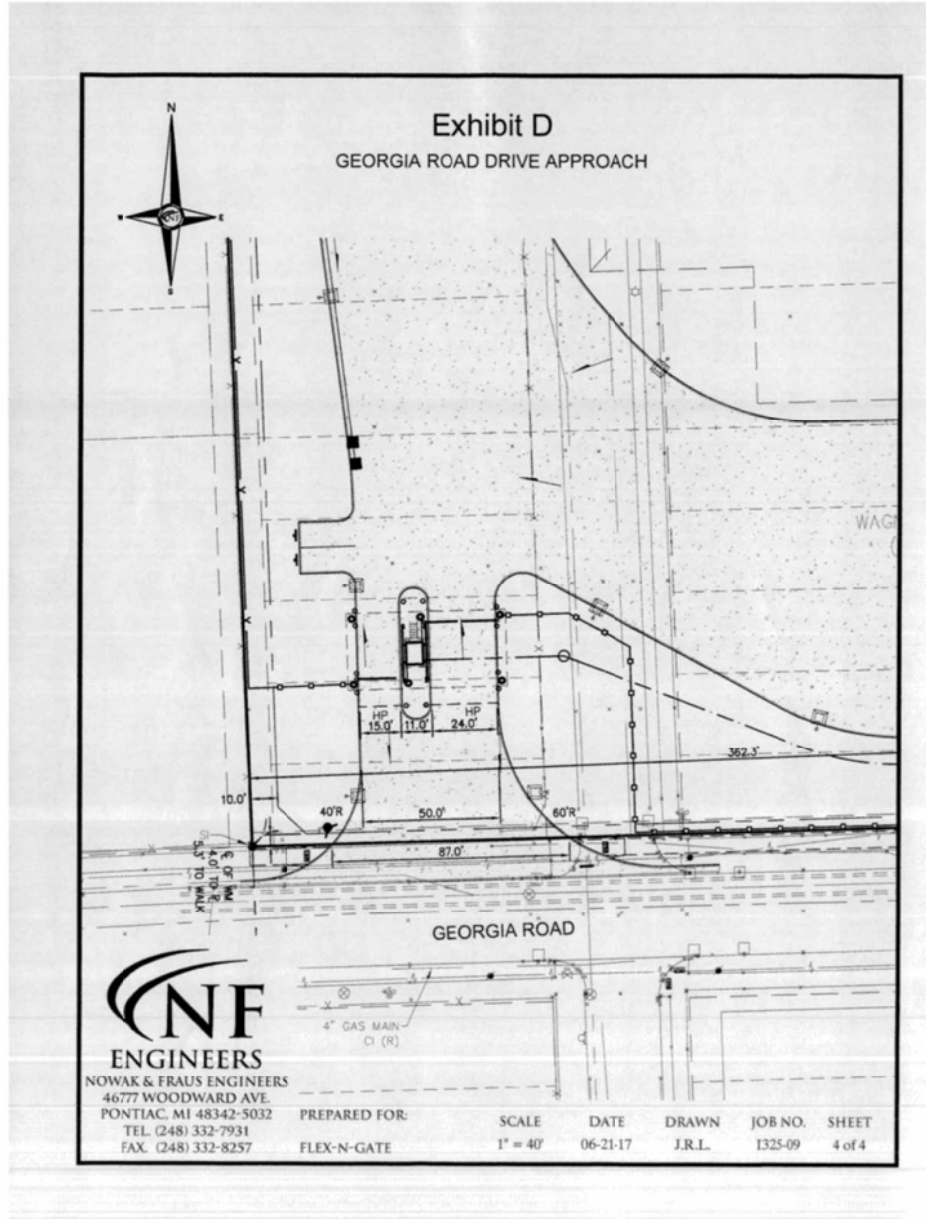 Exhibit D
GEORGIA ROAD DRIVE APPROACH
N
W
E
S
NF
WAG
HP
HP
15.0'
11.0'
24.0'
362.3'
10.0'
40'R
50.0'
60'R
87.0'
℄ OF WM
4.0' TO
5.3' TO WALK
GEORGIA ROAD
4" GAS MAIN
CI (R)
NF
ENGINEERS
NOWAK & FRAUS ENGINEERS
46777 WOODWARD AVE.
PONTIAC, MI 48342-5032
TEL. (248) 332-7931
FAX. (248) 332-8257
PREPARED FOR:
FLEX-N-GATE
SCALE
1" = 40'
DATE
06-21-17
DRAWN
J.R.L.
JOB NO.
I325-09
SHEET
4 of 4